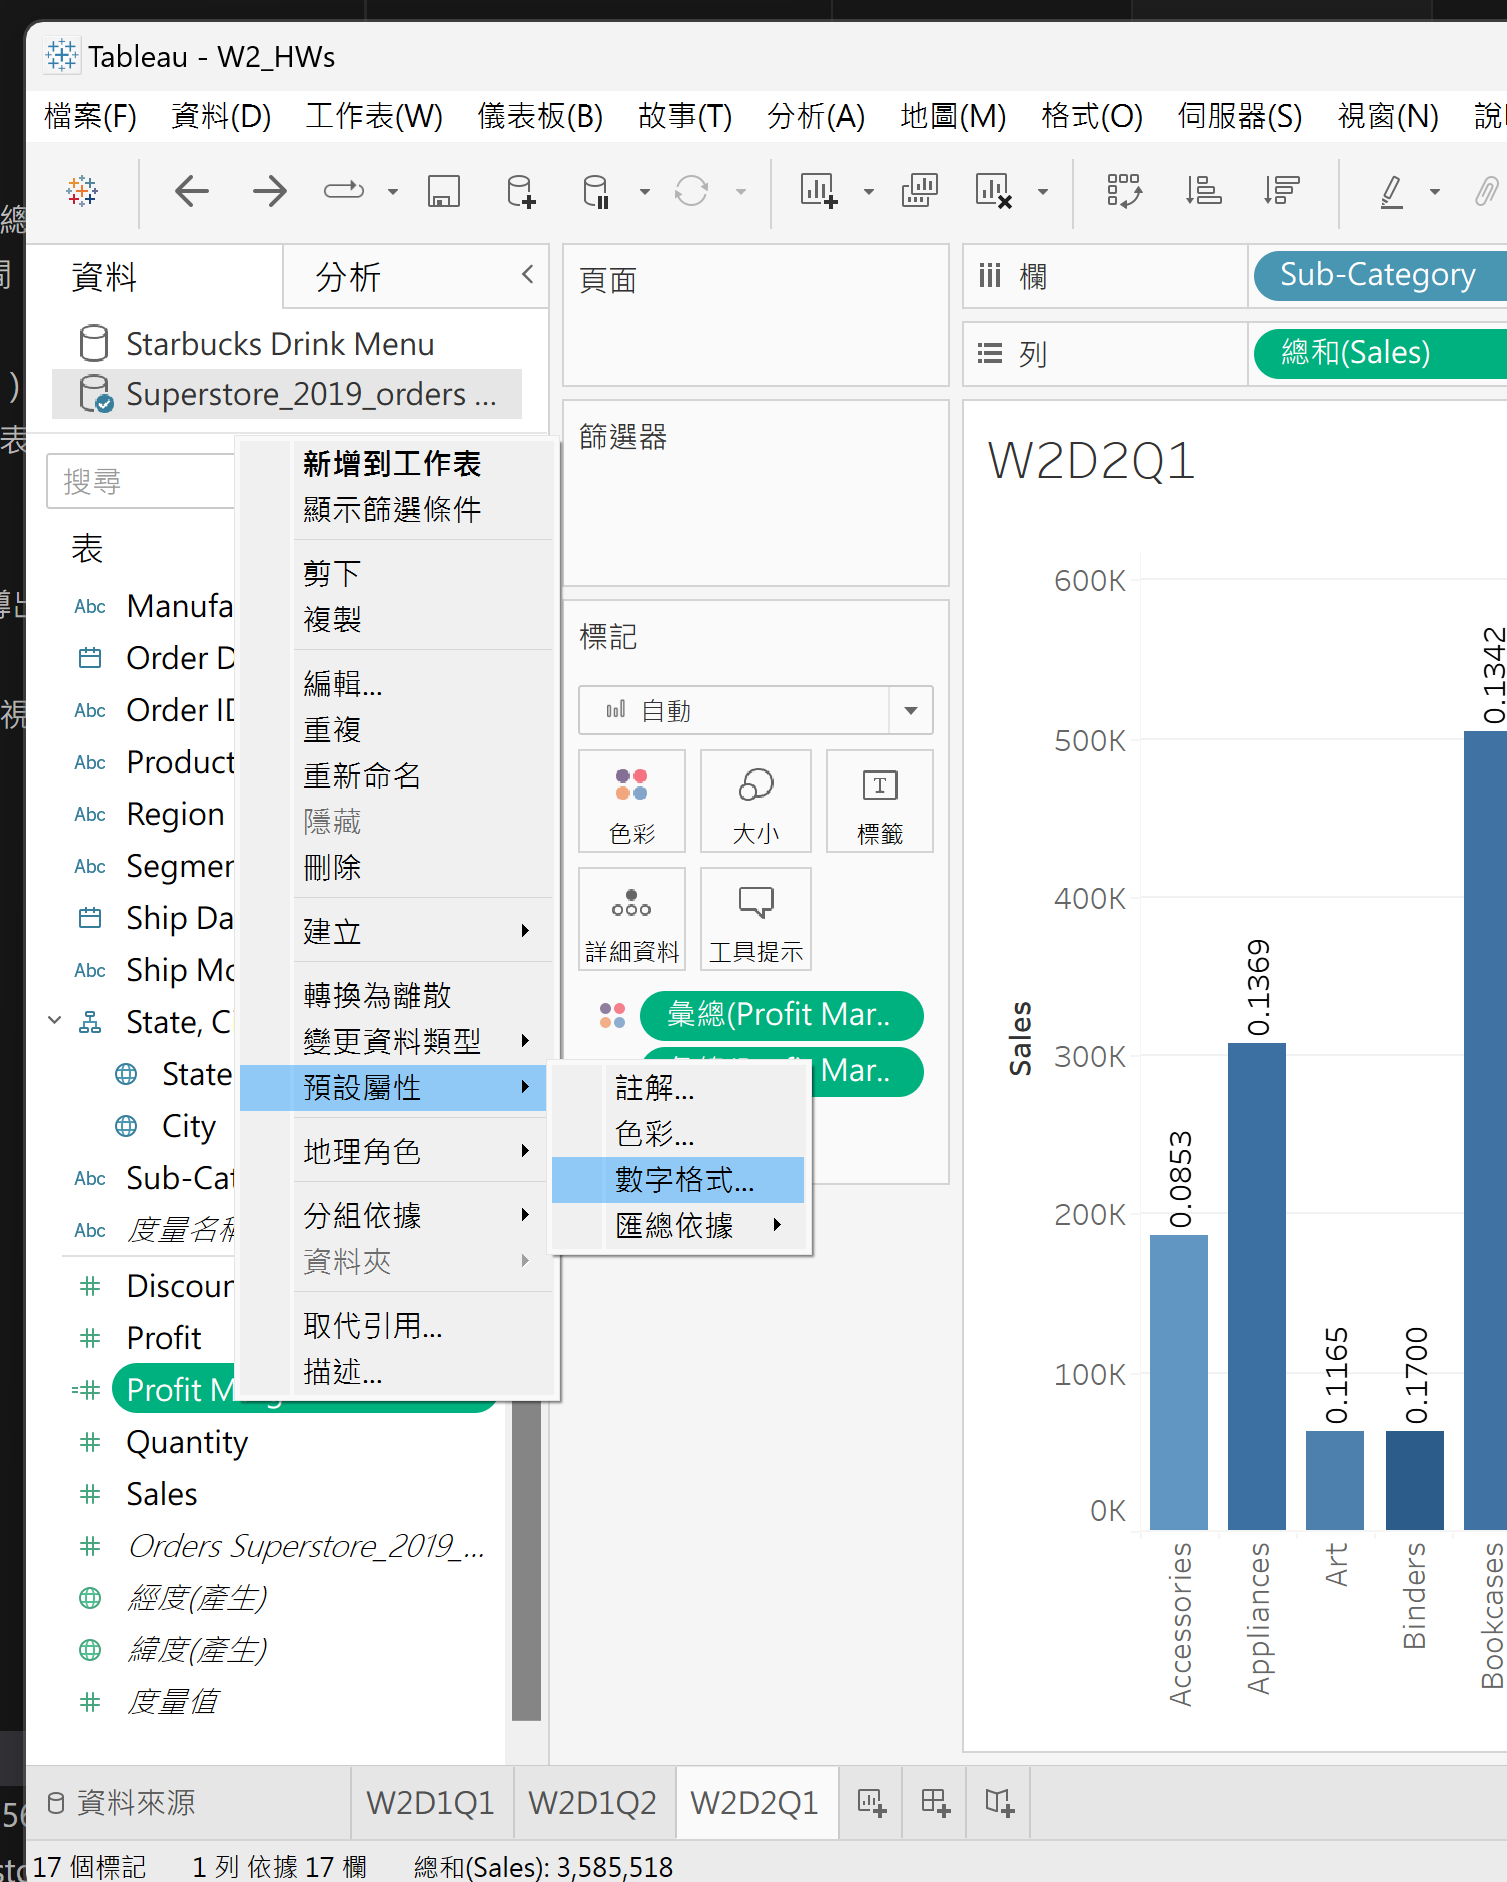 Tableau - W2_HWs
檔案(F) 資料(D) 工作表(W) 儀表板(B) 故事(T) 分析(A) 地圖(M) 格式(O) 伺服器(S) 視窗(N)
資料 分析
Starbucks Drink Menu
Superstore_2019_orders ...
搜尋
表
Abc Manufa
Order D
Abc Order ID
Abc Product
Abc Region
Abc Segmen
Ship Da
Abc Ship Mo
State, C
State
City
Abc Sub-Cat
Abc 度量名稱
Discoun
Profit
Profit Marg
Quantity
Sales
Orders Superstore_2019_...
經度(產生)
緯度(產生)
度量值
新增到工作表
顯示篩選條件
剪下
複製
編輯...
重複
重新命名
隱藏
刪除
建立
轉換為離散
變更資料類型
預設屬性
地理角色
分組依據
資料夾
取代引用...
描述...
註解...
色彩...
數字格式...
匯總依據
頁面
篩選器
標記
自動
色彩 大小 標籤
詳細資料 工具提示
彙總(Profit Mar..
Mar..
欄 Sub-Category
列 總和(Sales)
W2D2Q1
Sales
600K
500K
400K
300K
200K
100K
0K
0.0853
0.1369
0.1165
0.1700
0.1342
Accessories
Appliances
Art
Binders
Bookcases
資料來源 W2D1Q1 W2D1Q2 W2D2Q1
17 個標記 1 列 依據 17 欄 總和(Sales): 3,585,518